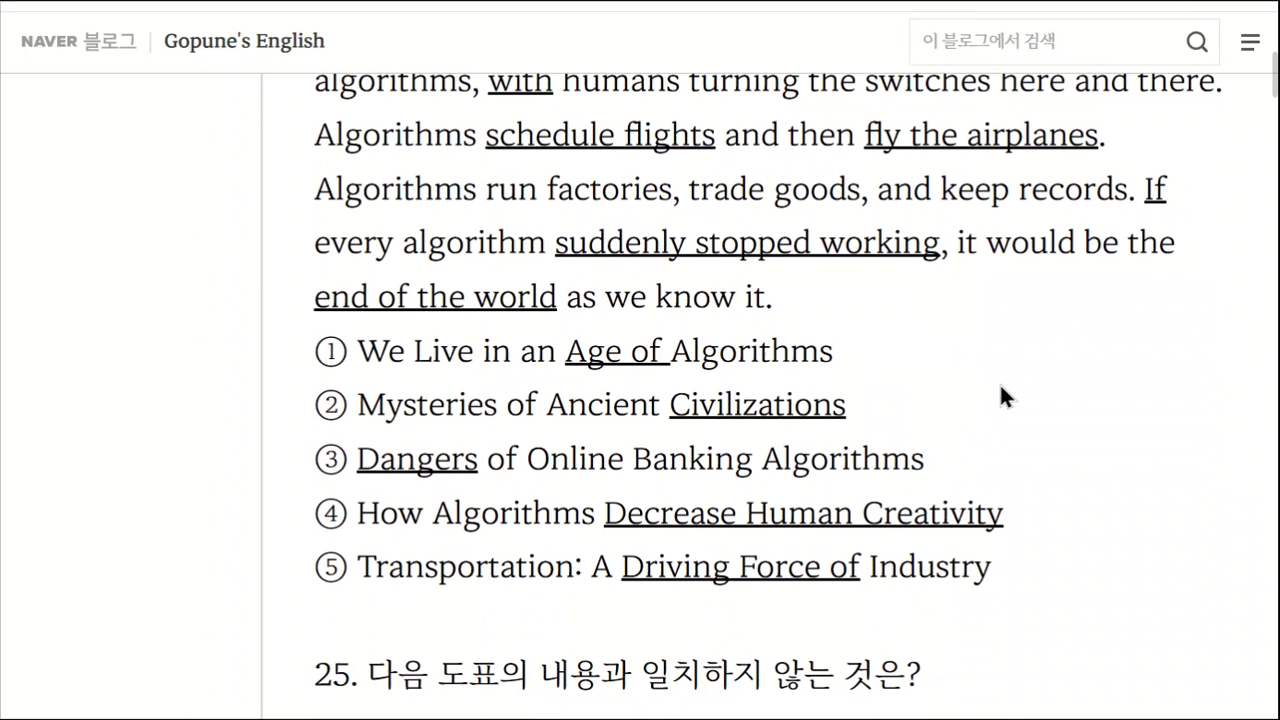 NAVER 블로그 | Gopune's English
이 블로그에서 검색
algorithms, with humans turning the switches here and there.
Algorithms schedule flights and then fly the airplanes.
Algorithms run factories, trade goods, and keep records. If
every algorithm suddenly stopped working, it would be the
end of the world as we know it.
① We Live in an Age of Algorithms
② Mysteries of Ancient Civilizations
③ Dangers of Online Banking Algorithms
④ How Algorithms Decrease Human Creativity
⑤ Transportation: A Driving Force of Industry
25. 다음 도표의 내용과 일치하지 않는 것은?